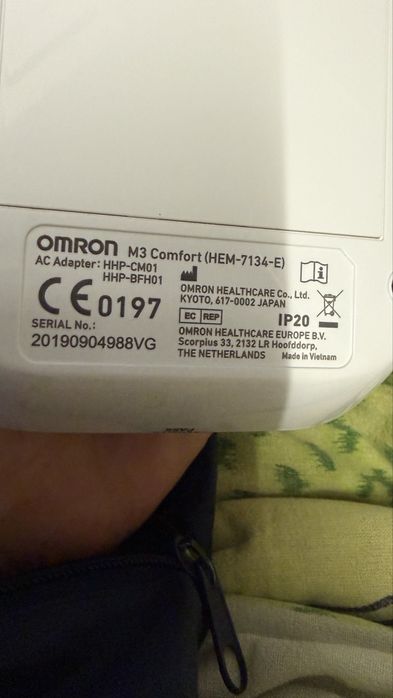 OMRON M3 Comfort (HEM-7134-E)
AC Adapter: HHP-CM01
HHP-BFH01
OMRON HEALTHCARE Co., Ltd.
KYOTO, 617-0002 JAPAN
CE 0197
EC REP
IP20
OMRON HEALTHCARE EUROPE B.V.
Scorpius 33, 2132 LR Hoofddorp,
THE NETHERLANDS Made in Vietnam
SERIAL No.:
20190904988VG